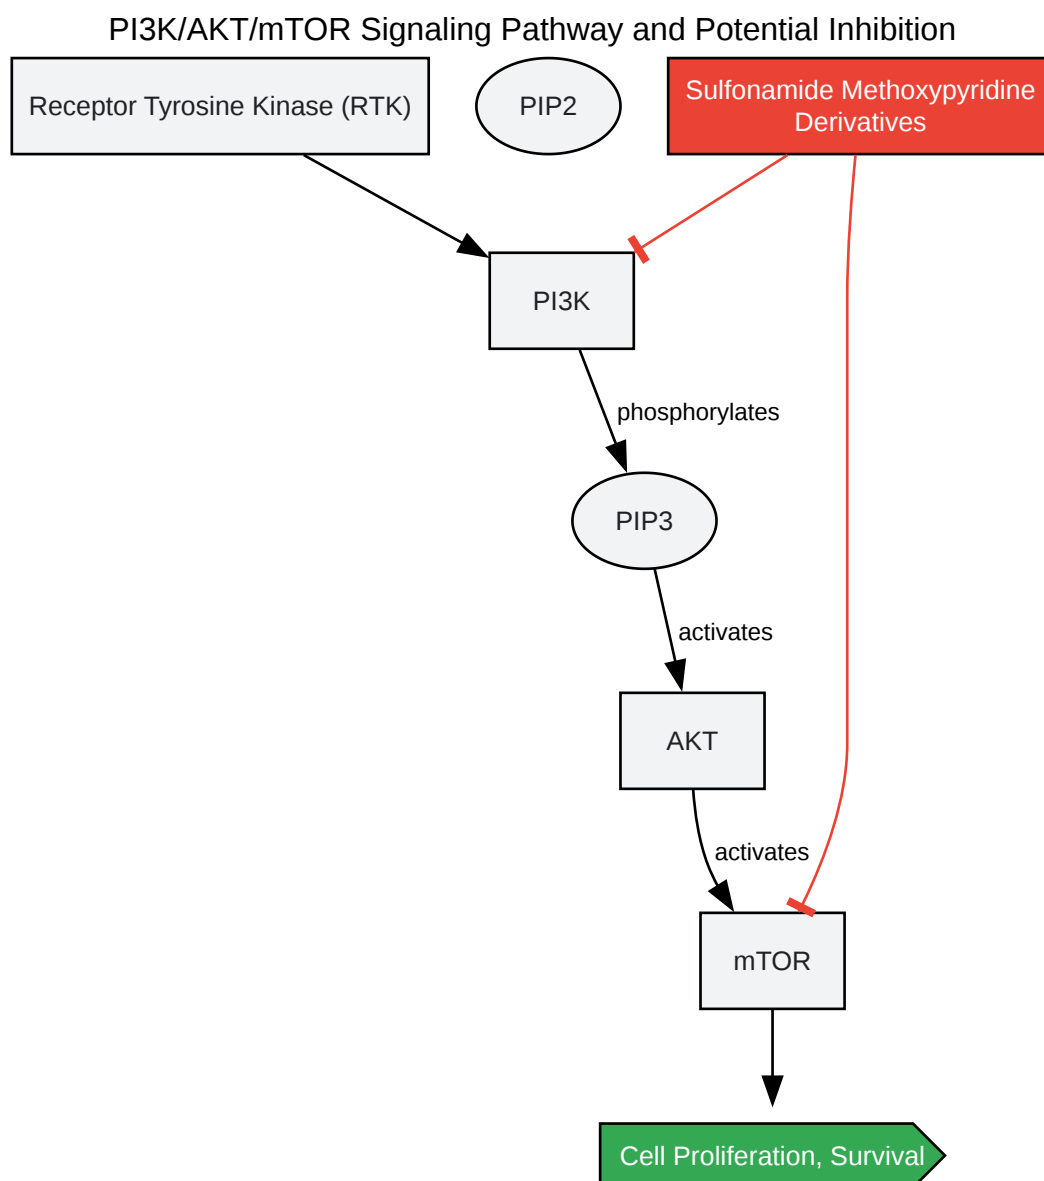 PI3K/AKT/mTOR Signaling Pathway and Potential Inhibition
Receptor Tyrosine Kinase (RTK)
PIP2
Sulfonamide Methoxypyridine
Derivatives
PI3K
phosphorylates
PIP3
activates
AKT
activates
mTOR
Cell Proliferation, Survival